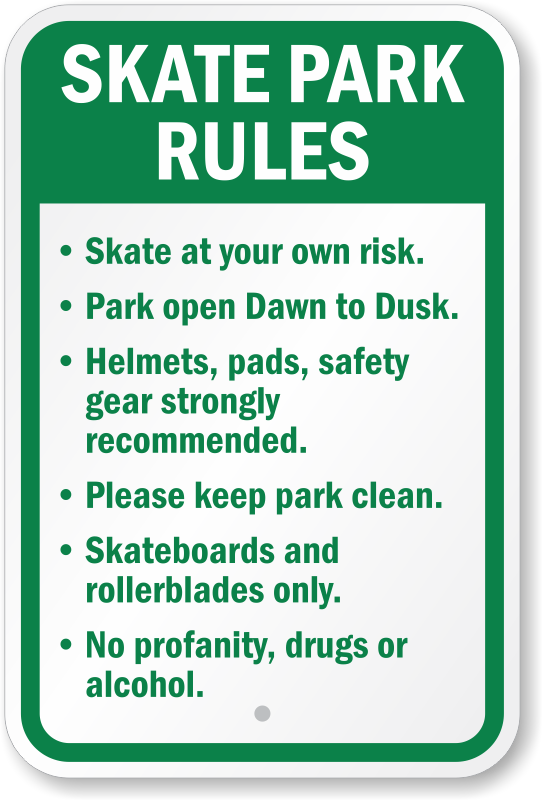 SKATE PARK
RULES
• Skate at your own risk.
• Park open Dawn to Dusk.
• Helmets, pads, safety
gear strongly
recommended.
• Please keep park clean.
• Skateboards and
rollerblades only.
• No profanity, drugs or
alcohol.